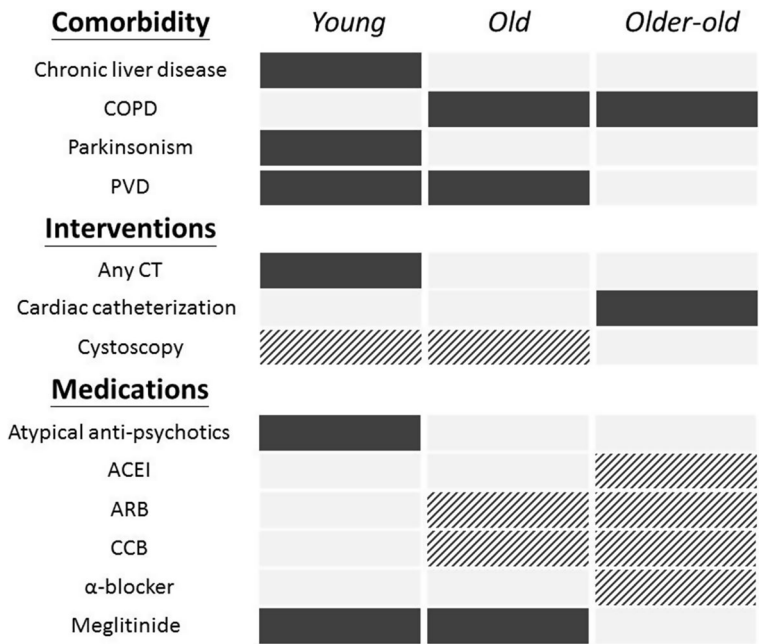 Comorbidity Young Old Older-old
Chronic liver disease
COPD
Parkinsonism
PVD
Interventions
Any CT
Cardiac catheterization
Cystoscopy
Medications
Atypical anti-psychotics
ACEI
ARB
CCB
α-blocker
Meglitinide